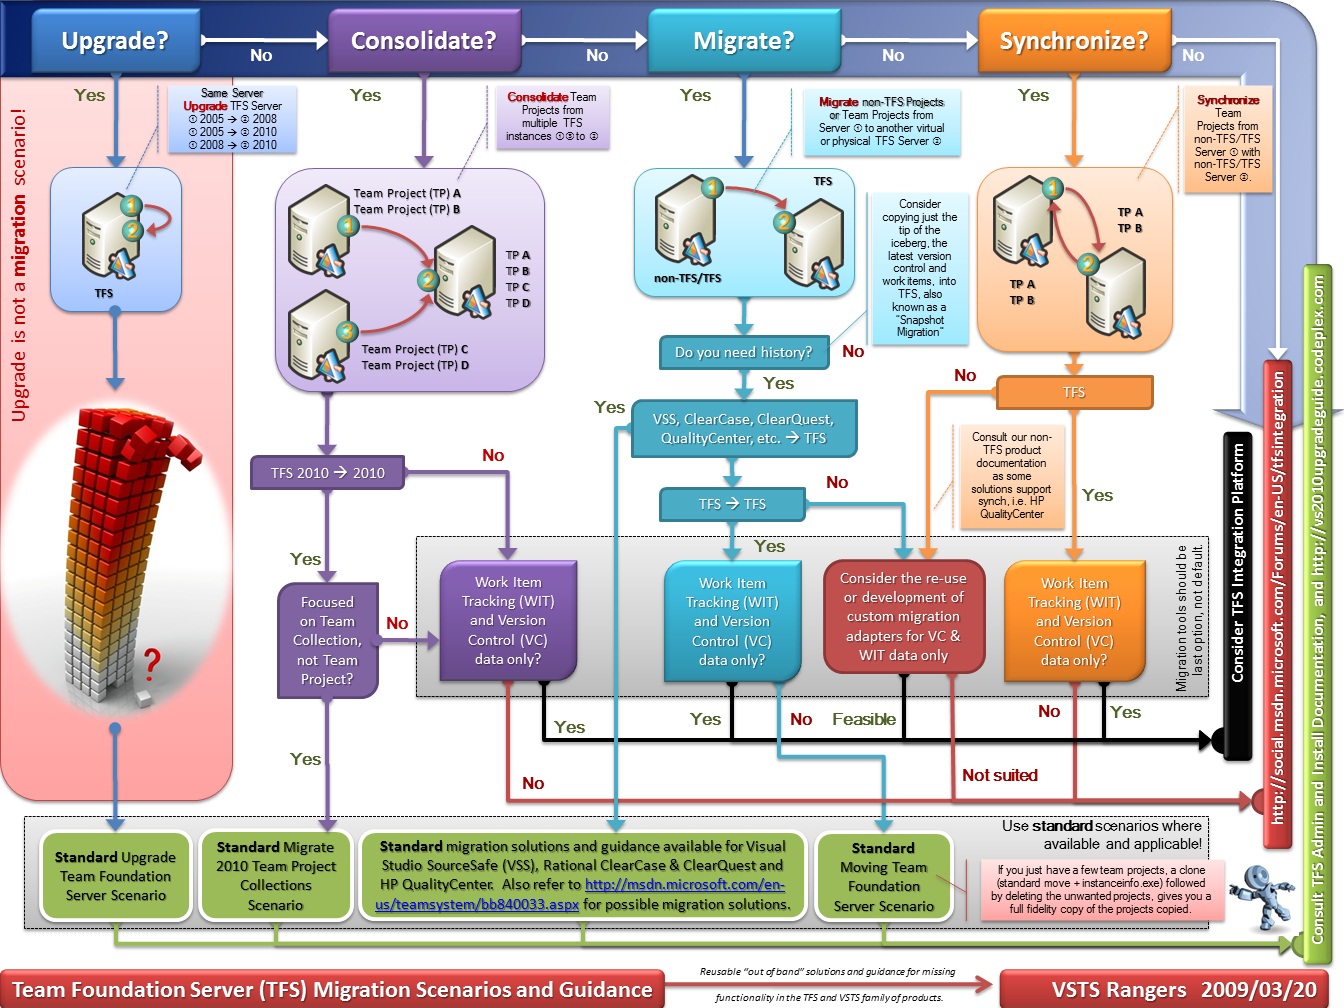 Upgrade?
No
Consolidate?
No
Migrate?
No
Synchronize?
No
Yes
Yes
Yes
Yes
Upgrade is not a migration scenario!
Same Server
Upgrade TFS Server
① 2005 → ② 2008
① 2005 → ② 2010
① 2008 → ② 2010
1
2
TFS
Consolidate Team
Projects from
multiple TFS
instances ①③to ②
Team Project (TP) A
Team Project (TP) B
1
2
3
TP A
TP B
TP C
TP D
Team Project (TP) C
Team Project (TP) D
Migrate non-TFS Projects
or Team Projects from
Server ① to another virtual
or physical TFS Server ②
1
2
TFS
non-TFS/TFS
Consider
copying just the
tip of the
iceberg, the
latest version
control and
work items, into
TFS, also
known as a
"Snapshot
Migration"
Synchronize
Team
Projects from
non-TFS/TFS
Server ① with
non-TFS/TFS
Server ②.
1
2
TP A
TP B
TP A
TP B
Do you need history?
No
Yes
Yes
VSS, ClearCase, ClearQuest,
QualityCenter, etc. → TFS
TFS → TFS
No
Yes
No
TFS
Consult our non-
TFS product
documentation
as some
solutions support
synch, i.e. HP
QualityCenter
Yes
TFS 2010 → 2010
No
Yes
Focused
on Team
Collection,
not Team
Project?
No
Yes
Work Item
Tracking (WIT)
and Version
Control (VC)
data only?
Work Item
Tracking (WIT)
and Version
Control (VC)
data only?
Consider the re-use
or development of
custom migration
adapters for VC &
WIT data only
Work Item
Tracking (WIT)
and Version
Control (VC)
data only?
Migration tools should be
last option, not default.
Yes
No
Yes
No
Feasible
Not suited
No
Yes
Consider TFS Integration Platform
http://social.msdn.microsoft.com/Forums/en-US/tfsintegration
Consult TFS Admin and Install Documentation, and http://vs2010upgradeguide.codeplex.com
?
Use standard scenarios where
available and applicable!
Standard Upgrade
Team Foundation
Server Scenario
Standard Migrate
2010 Team Project
Collections
Scenario
Standard migration solutions and guidance available for Visual
Studio SourceSafe (VSS), Rational ClearCase & ClearQuest and
HP QualityCenter. Also refer to http://msdn.microsoft.com/en-
us/teamsystem/bb840033.aspx for possible migration solutions.
Standard
Moving Team
Foundation
Server Scenario
If you just have a few team projects, a clone
(standard move + instanceinfo.exe) followed
by deleting the unwanted projects, gives you a
full fidelity copy of the projects copied.
Team Foundation Server (TFS) Migration Scenarios and Guidance
Reusable "out of band" solutions and guidance for missing
functionality in the TFS and VSTS family of products.
VSTS Rangers 2009/03/20